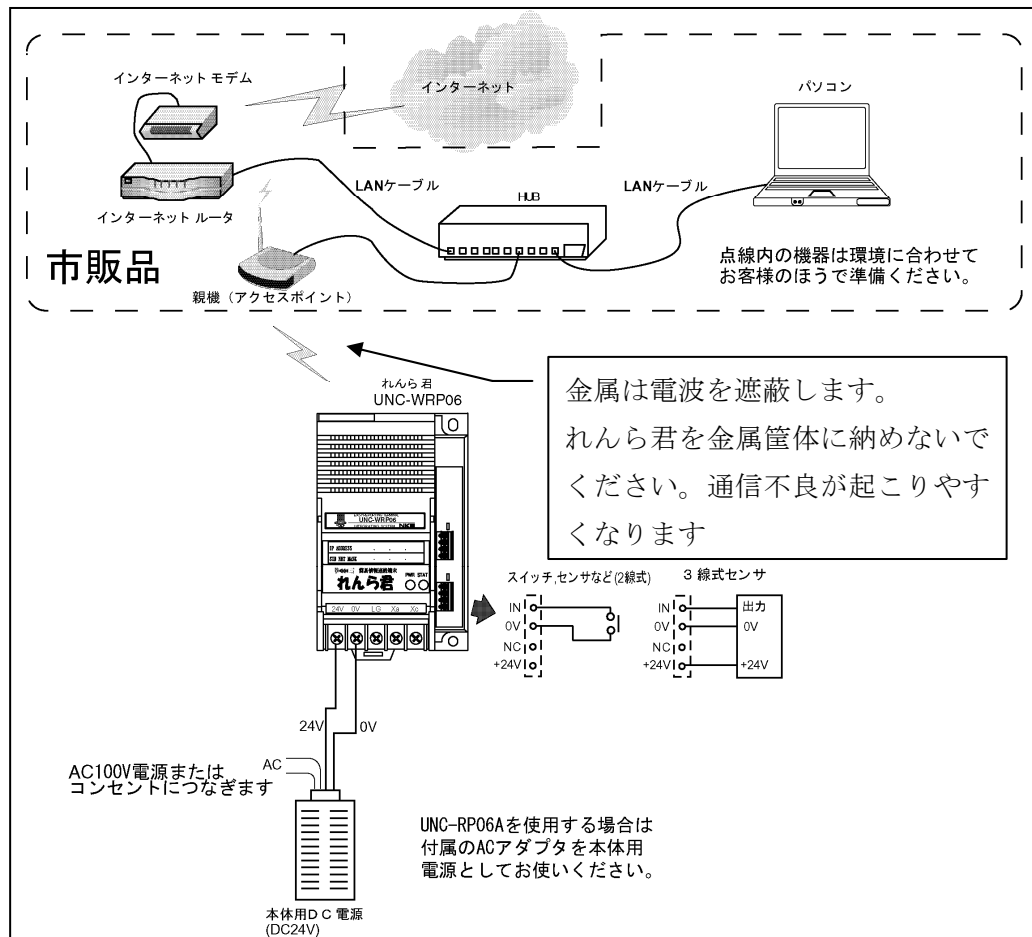 インターネット モデム
インターネット
パソコン
LANケーブル
LANケーブル
HUB
インターネット ルータ
市販品
親機（アクセスポイント）
点線内の機器は環境に合わせて
お客様のほうで準備ください。
金属は電波を遮蔽します。
れんら君を金属筐体に納めないで
ください。通信不良が起こりやす
くなります
れんら君
UNC-WRP06
UNC-WRP06
NKE
IP ADDRESS
SUB NET MASK
れんら君
PWR STAT
24V 0V LG Xa Xc
スイッチ,センサなど(2線式)
IN
0V
NC
+24V
3 線式センサ
IN
0V
NC
+24V
出力
0V
+24V
24V
0V
AC
AC100V電源または
コンセントにつなぎます
本体用DC 電源
(DC24V)
UNC-RP06Aを使用する場合は
付属のACアダプタを本体用
電源としてお使いください。